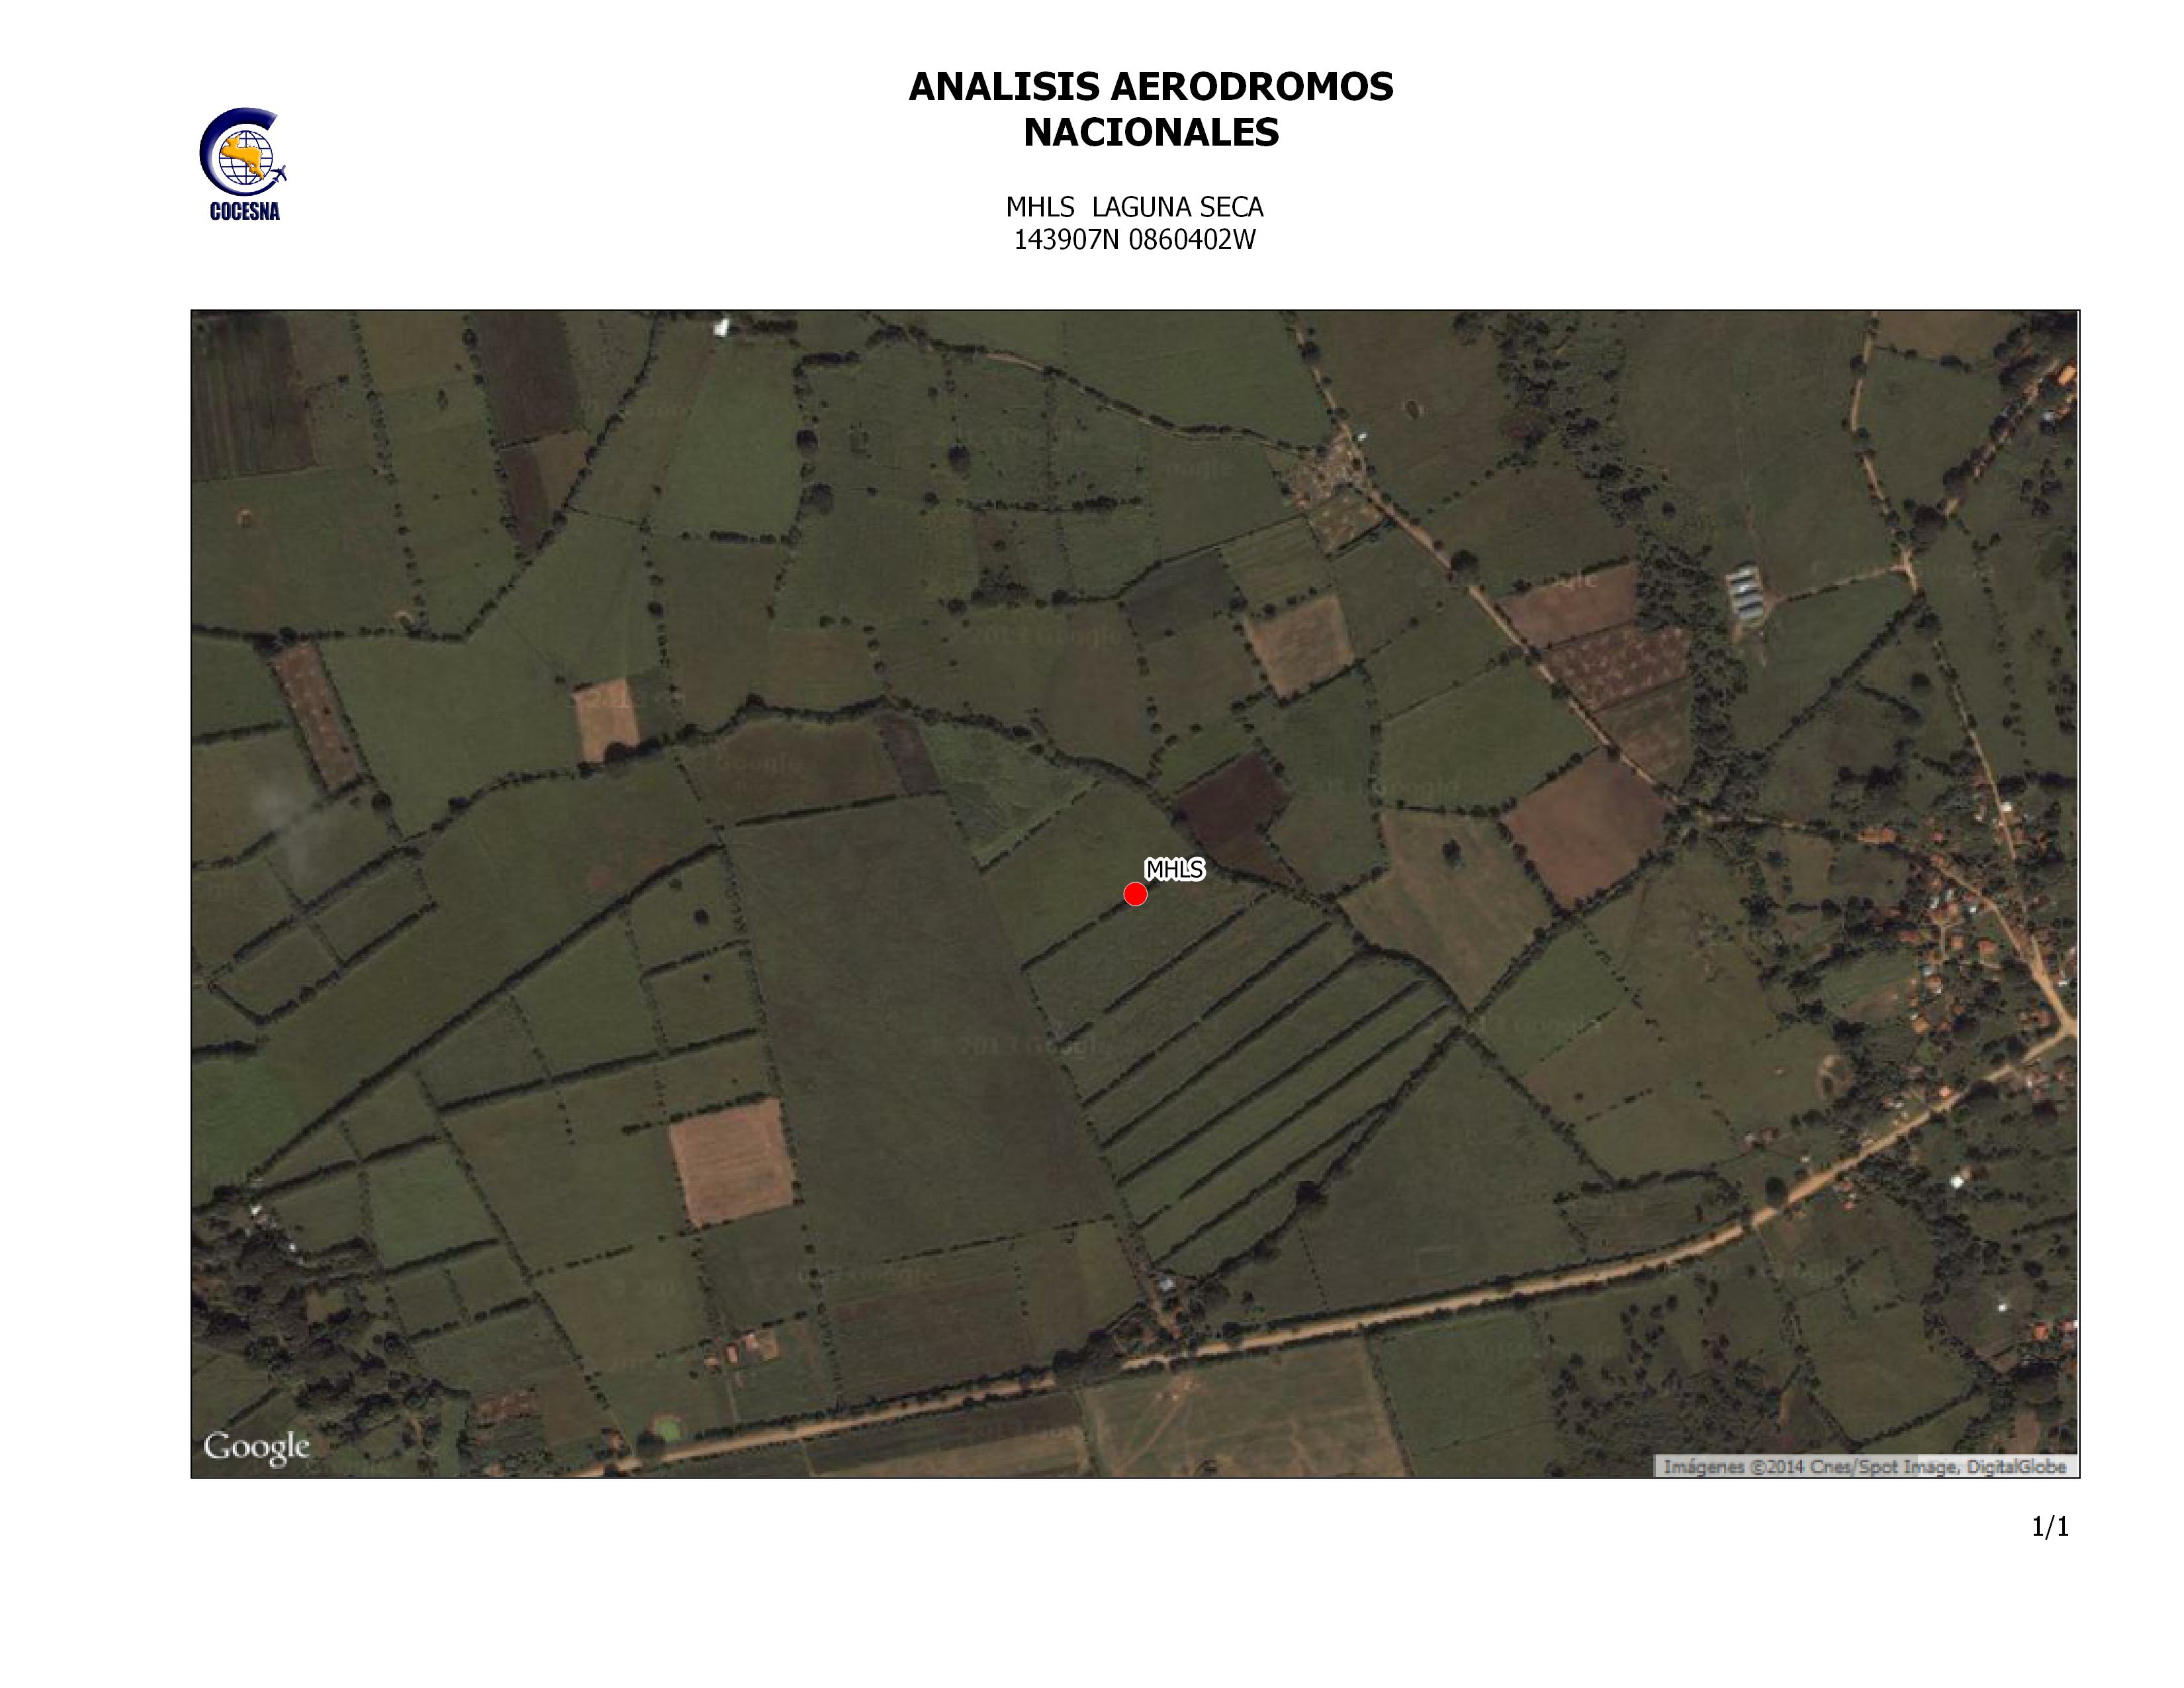 ANALISIS AERODROMOS
NACIONALES
COCESNA
MHLS  LAGUNA SECA
143907N 0860402W
MHLS
Google
Imágenes ©2014 Cnes/Spot Image, DigitalGlobe
1/1